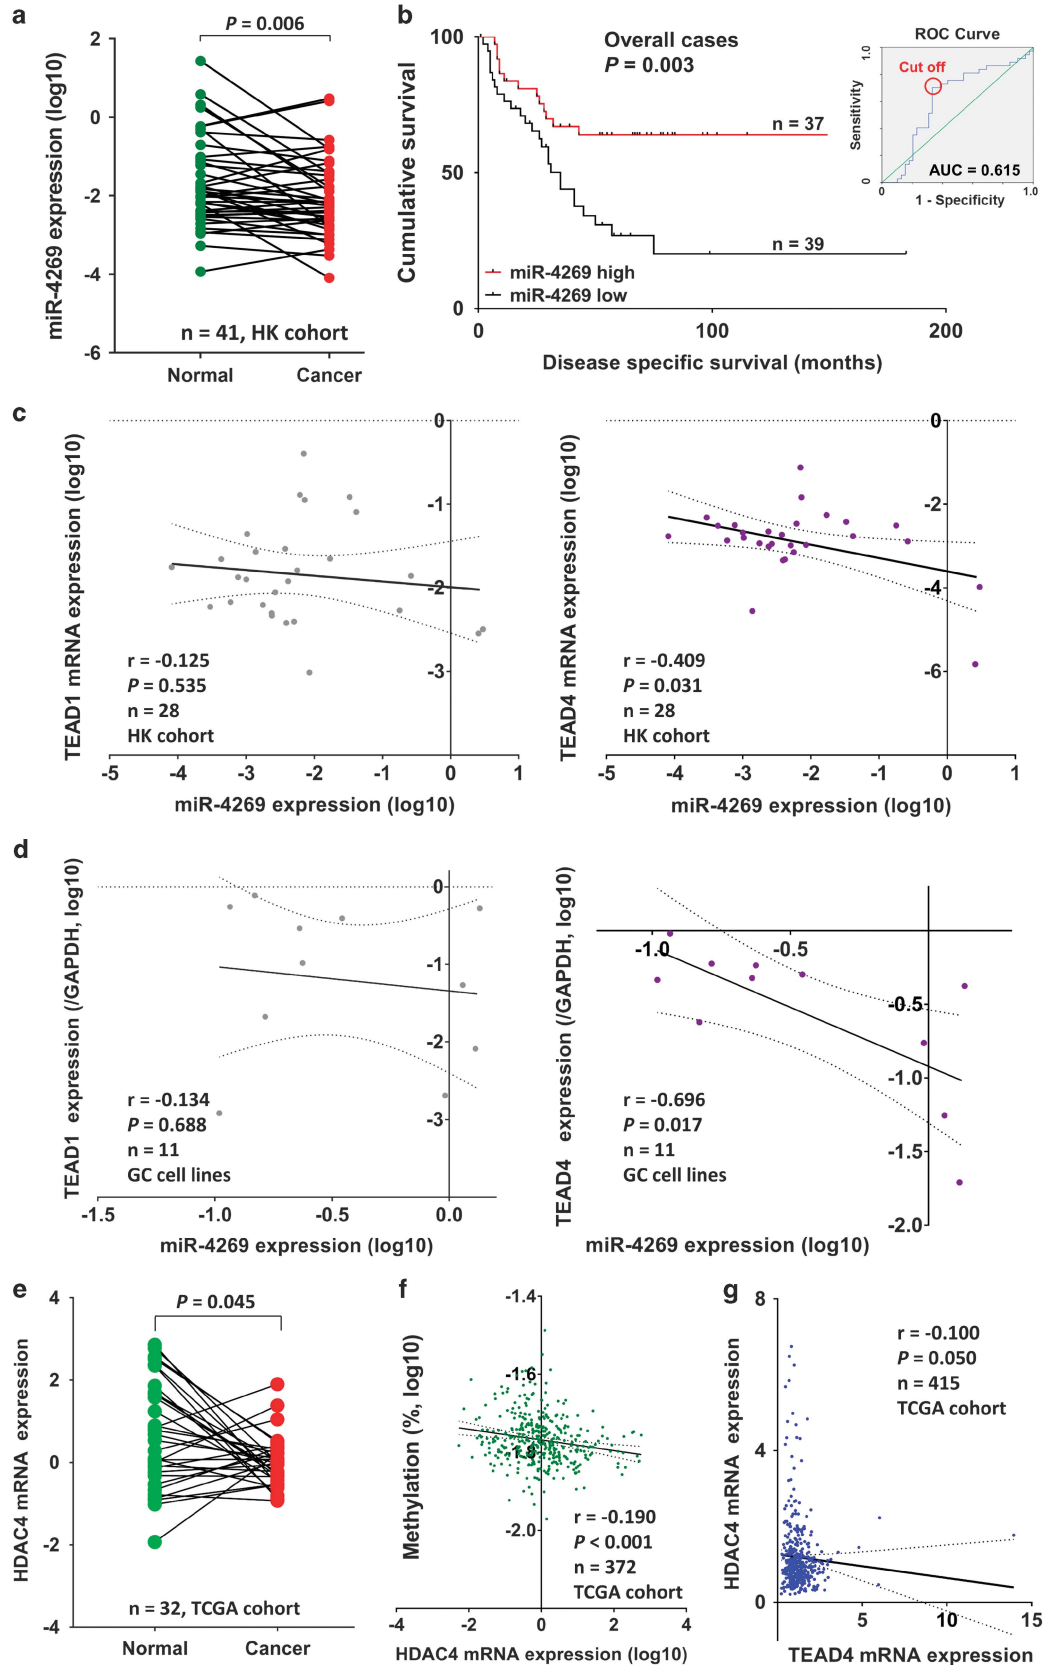 a
P = 0.006
miR-4269 expression (log10)
2
0
-2
-4
-6
n = 41, HK cohort
Normal
Cancer
b
Cumulative survival
100
50
0
Overall cases
P = 0.003
n = 37
n = 39
miR-4269 high
miR-4269 low
0
100
200
Disease specific survival (months)
ROC Curve
Sensitivity
1.0
0
Cut off
AUC = 0.615
0
1.0
1 - Specificity
c
TEAD1 mRNA expression (log10)
0
-1
-2
-3
r = -0.125
P = 0.535
n = 28
HK cohort
-5
-4
-3
-2
-1
0
1
miR-4269 expression (log10)
TEAD4 mRNA expression (log10)
0
-2
-4
-6
r = -0.409
P = 0.031
n = 28
HK cohort
-5
-4
-3
-2
-1
0
1
miR-4269 expression (log10)
d
TEAD1 expression (/GAPDH, log10)
0
-1
-2
-3
r = -0.134
P = 0.688
n = 11
GC cell lines
-1.5
-1.0
-0.5
0.0
miR-4269 expression (log10)
TEAD4 expression (/GAPDH, log10)
-1.0
-0.5
-0.5
-1.0
-1.5
-2.0
r = -0.696
P = 0.017
n = 11
GC cell lines
miR-4269 expression (log10)
e
HDAC4 mRNA expression
4
2
0
-2
-4
P = 0.045
n = 32, TCGA cohort
Normal
Cancer
f
Methylation (%, log10)
-1.4
-1.6
-1.8
-2.0
r = -0.190
P < 0.001
n = 372
TCGA cohort
-4
-2
0
2
4
HDAC4 mRNA expression (log10)
g
HDAC4 mRNA expression
8
4
0
r = -0.100
P = 0.050
n = 415
TCGA cohort
5
10
15
TEAD4 mRNA expression